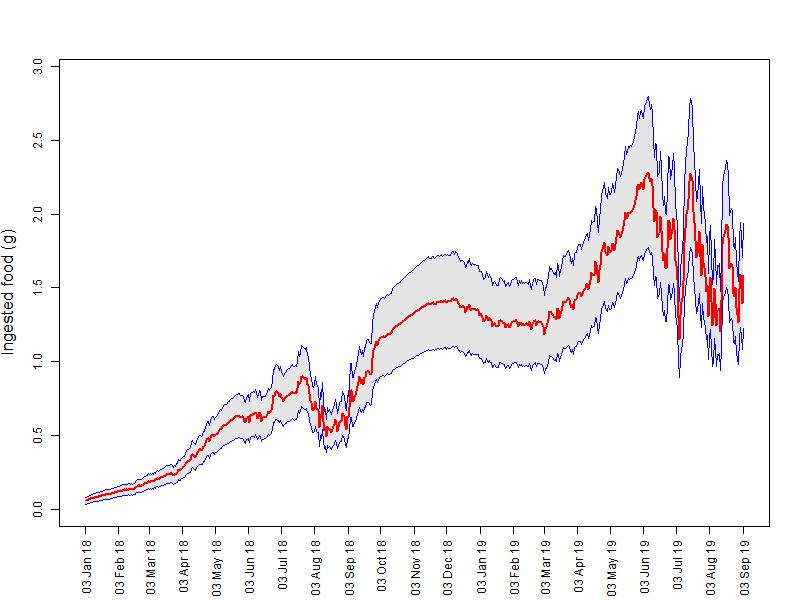 Ingested food (g)
3.0
2.5
2.0
1.5
1.0
0.5
0.0
03 Jan 18
03 Feb 18
03 Mar 18
03 Apr 18
03 May 18
03 Jun 18
03 Jul 18
03 Aug 18
03 Sep 18
03 Oct 18
03 Nov 18
03 Dec 18
03 Jan 19
03 Feb 19
03 Mar 19
03 Apr 19
03 May 19
03 Jun 19
03 Jul 19
03 Aug 19
03 Sep 19